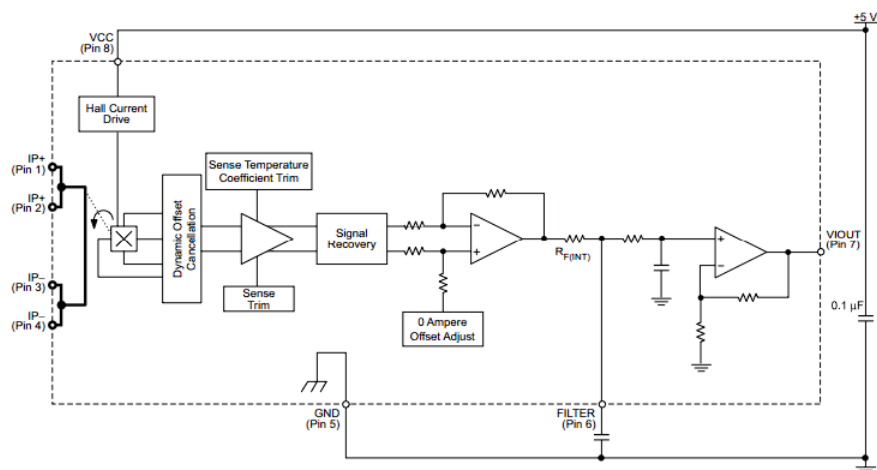 +5 V
VCC
(Pin 8)
Hall Current
Drive
IP+
(Pin 1)
IP+
(Pin 2)
IP–
(Pin 3)
IP–
(Pin 4)
Dynamic Offset
Cancellation
Sense Temperature
Coefficient Trim
Sense
Trim
Signal
Recovery
0 Ampere
Offset Adjust
RF(INT)
VIOUT
(Pin 7)
0.1 µF
GND
(Pin 5)
FILTER
(Pin 6)